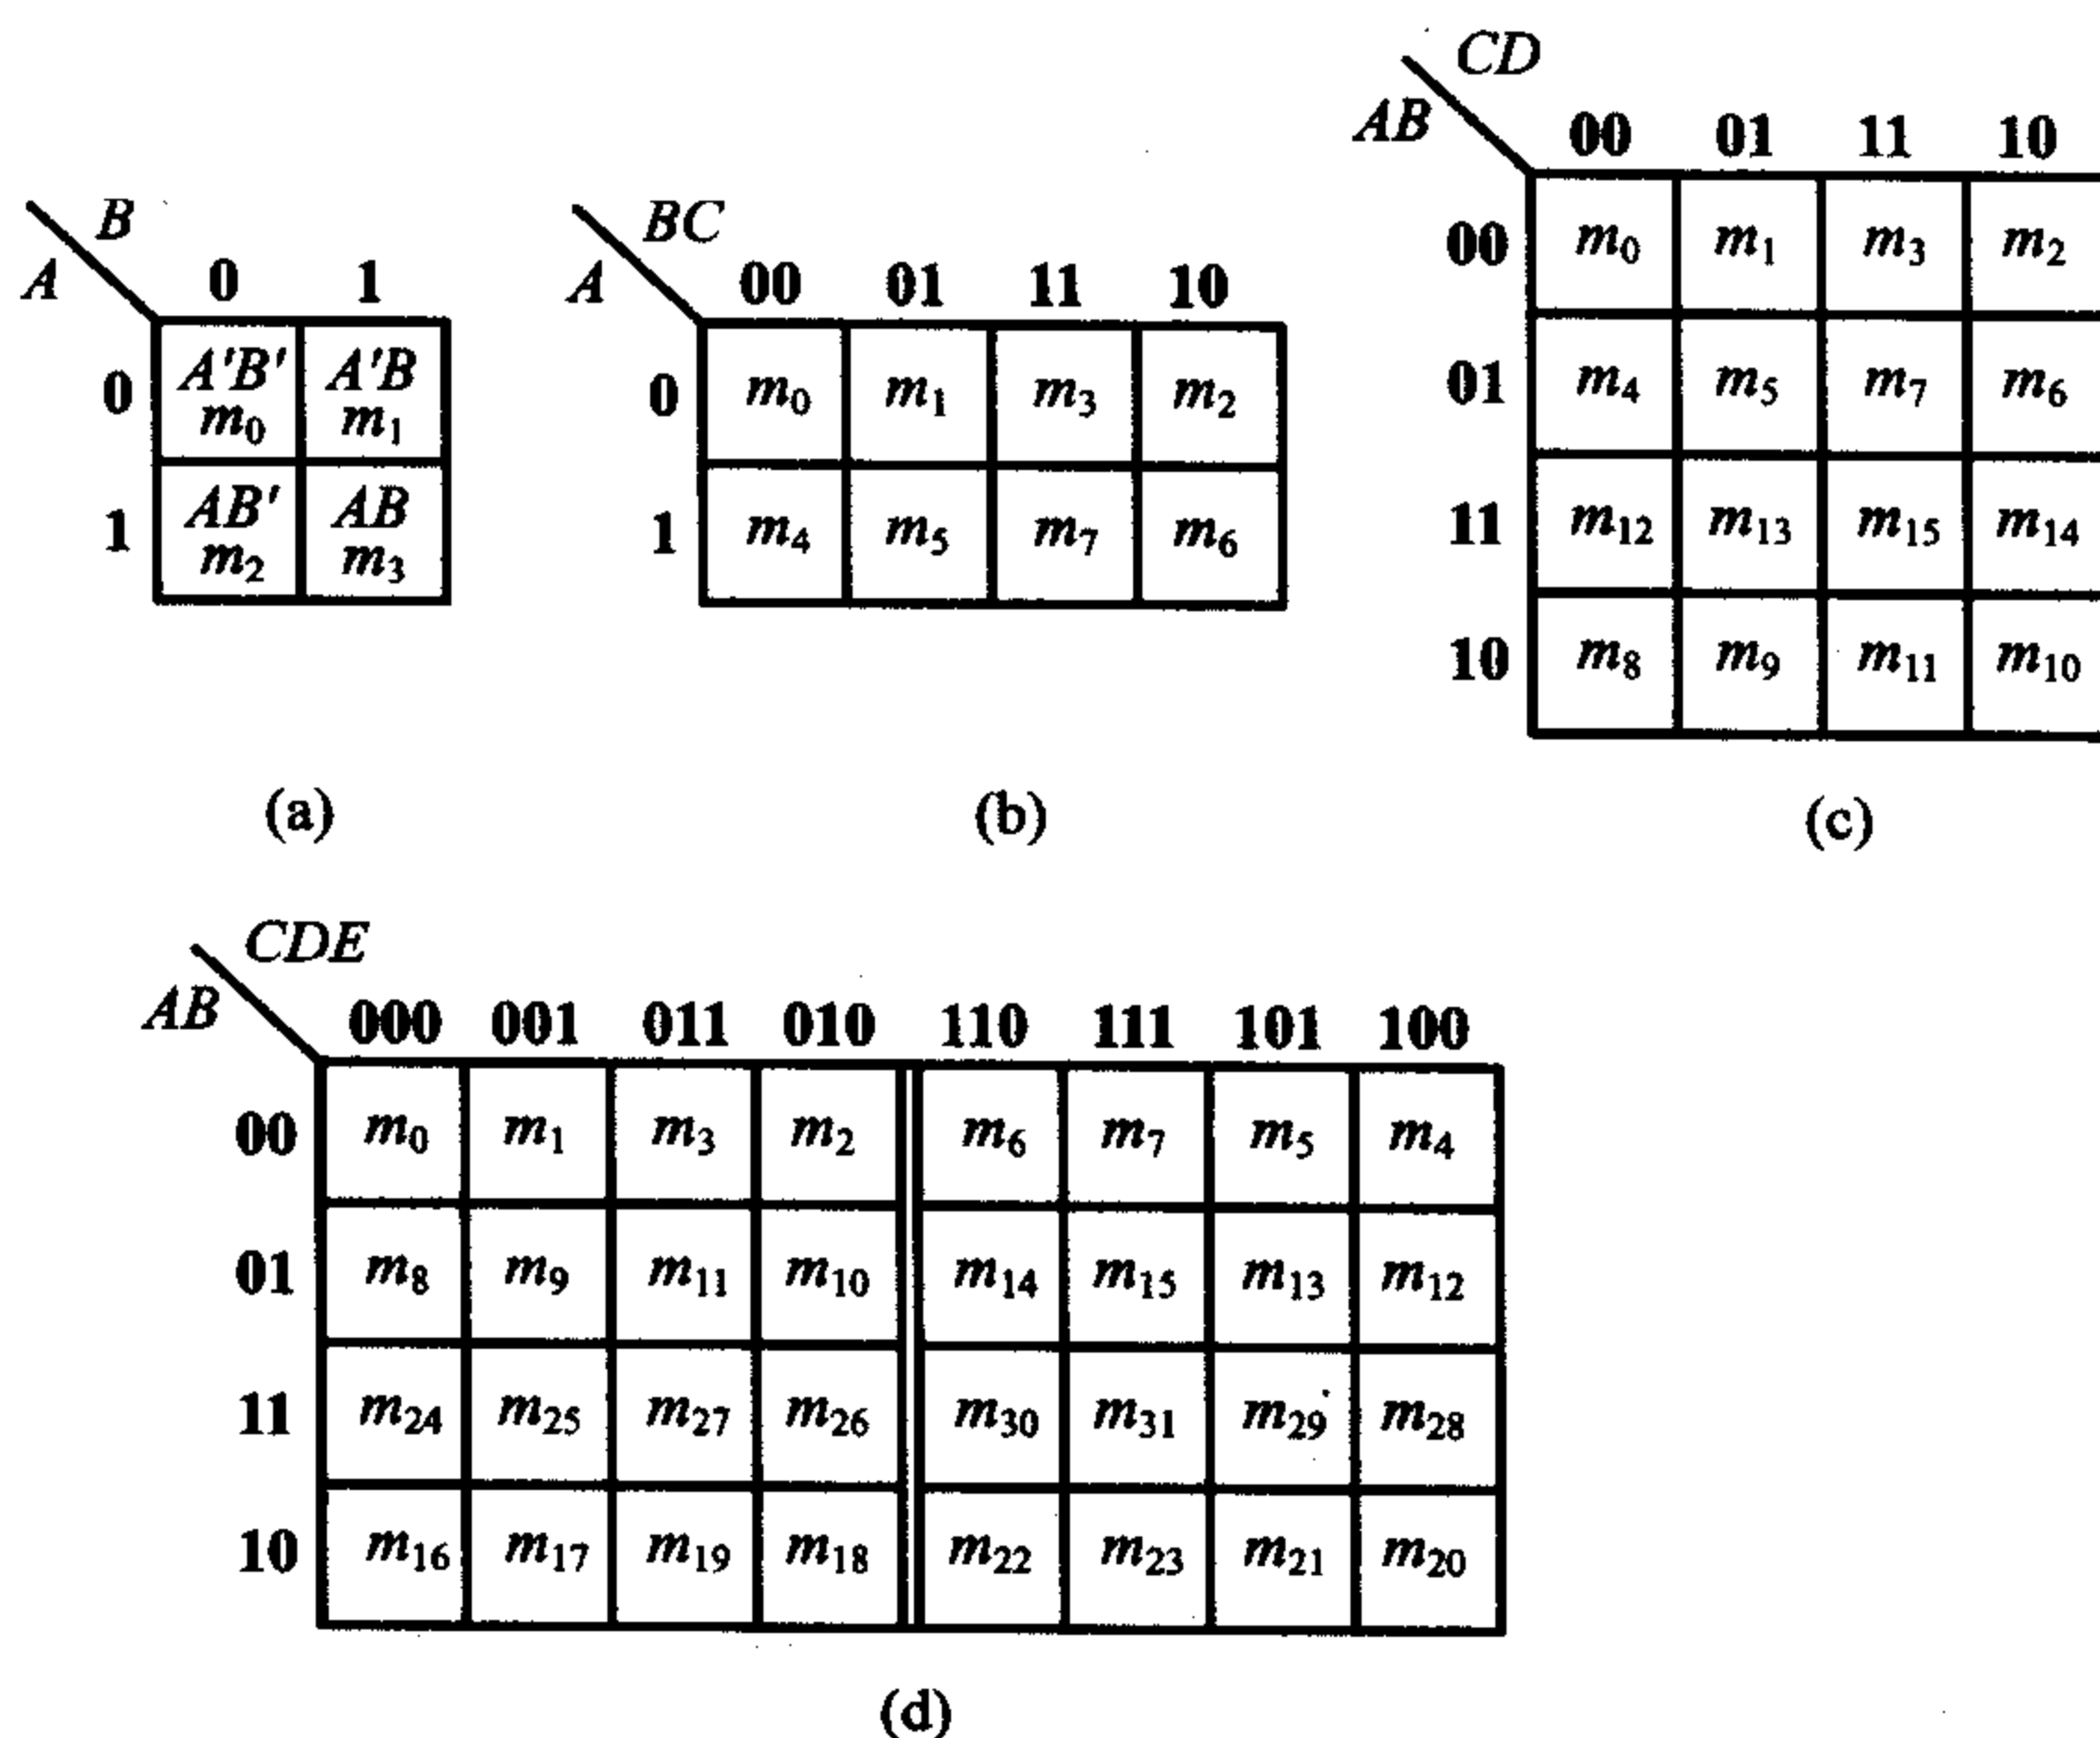 B
A
0 1
0 A'B' A'B
m0 m1
1 AB' AB
m2 m3
(a)
BC
A
00 01 11 10
0 m0 m1 m3 m2
1 m4 m5 m7 m6
(b)
CD
AB
00 01 11 10
00 m0 m1 m3 m2
01 m4 m5 m7 m6
11 m12 m13 m15 m14
10 m8 m9 m11 m10
(c)
CDE
AB
000 001 011 010 110 111 101 100
00 m0 m1 m3 m2 m6 m7 m5 m4
01 m8 m9 m11 m10 m14 m15 m13 m12
11 m24 m25 m27 m26 m30 m31 m29 m28
10 m16 m17 m19 m18 m22 m23 m21 m20
(d)